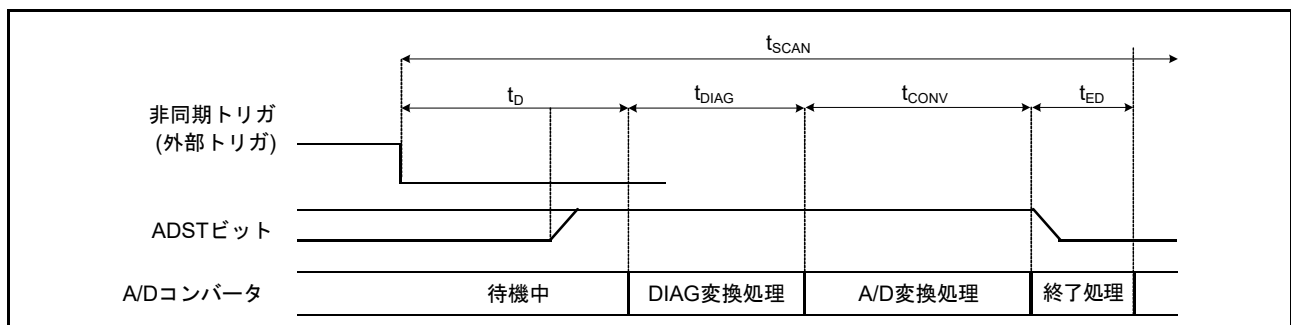 tSCAN
tD
tDIAG
tCONV
tED
非同期トリガ
(外部トリガ)
ADSTビット
A/Dコンバータ
待機中
DIAG変換処理
A/D変換処理
終了処理